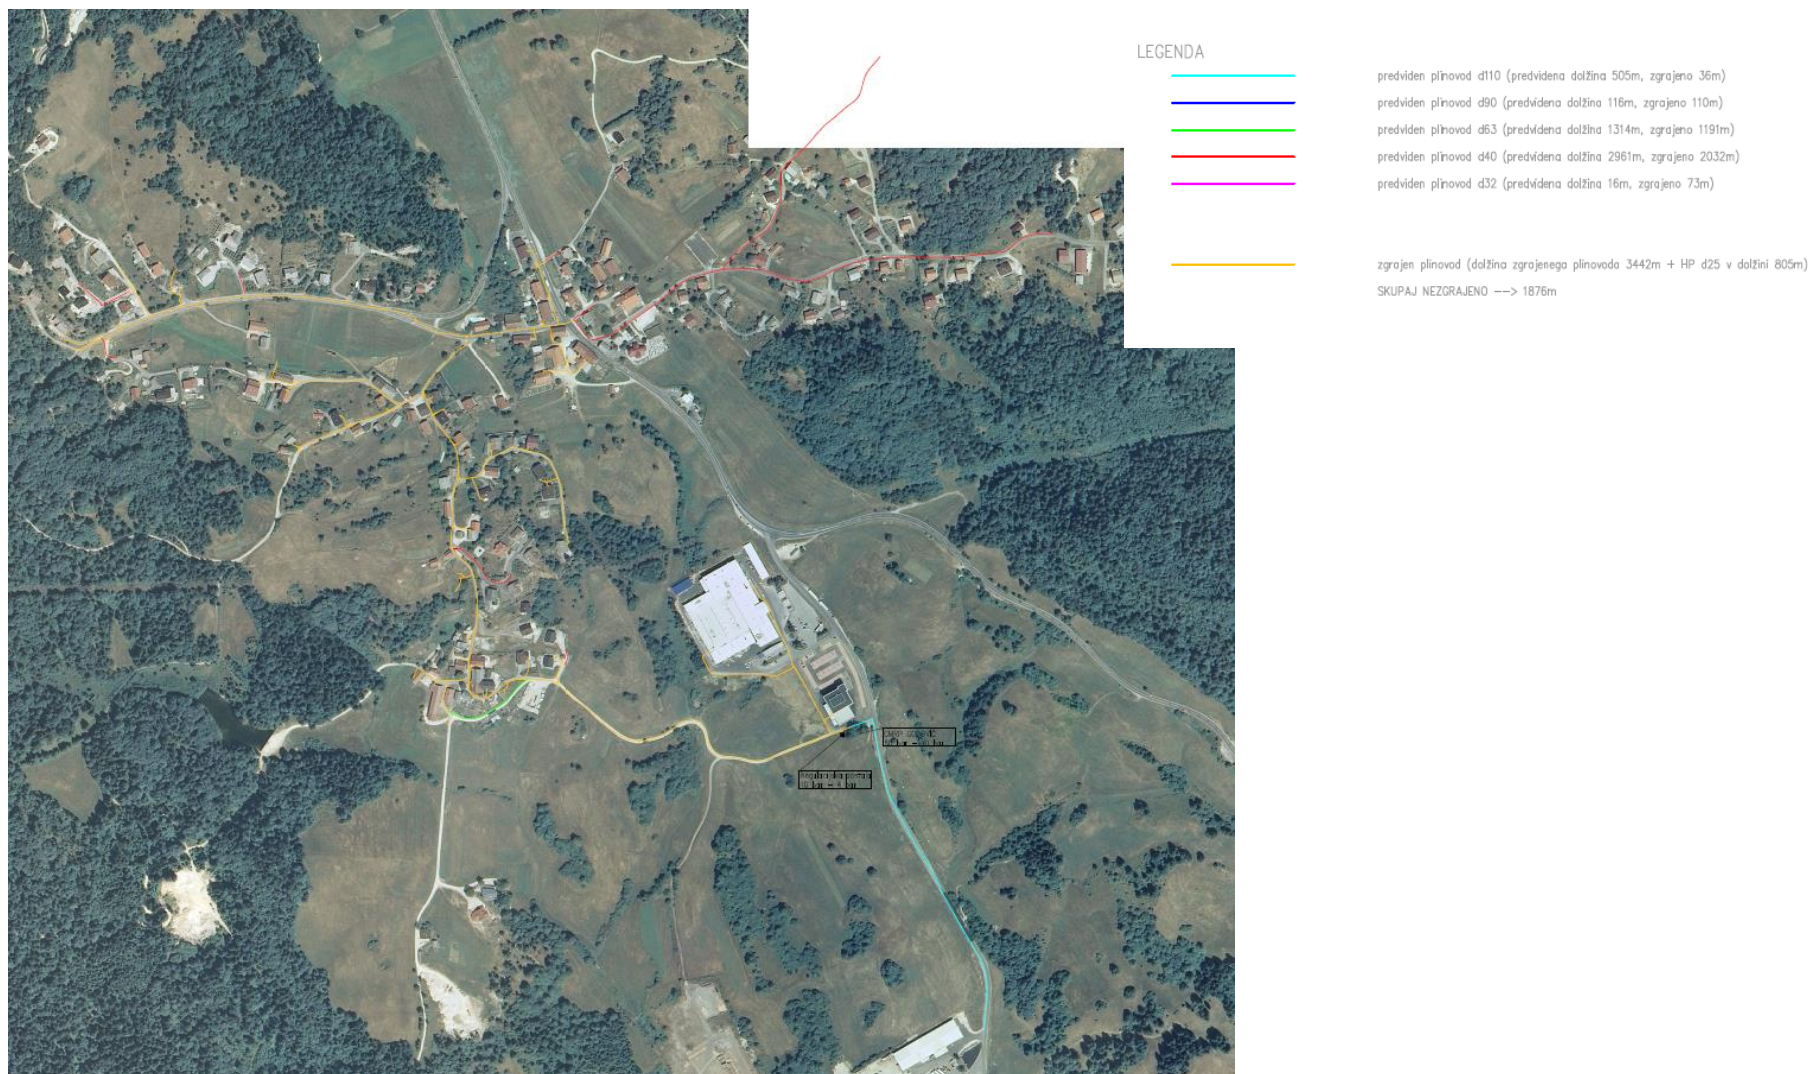 LEGENDA
predviden plinovod d110 (predvidena dolžina 505m, zgrajeno 36m)
predviden plinovod d90 (predvidena dolžina 116m, zgrajeno 110m)
predviden plinovod d63 (predvidena dolžina 1314m, zgrajeno 1191m)
predviden plinovod d40 (predvidena dolžina 2961m, zgrajeno 2032m)
predviden plinovod d32 (predvidena dolžina 16m, zgrajeno 73m)
zgrajen plinovod (dolžina zgrajenega plinovoda 3442m + HP d25 v dolžini 805m)
SKUPAJ NEZGRAJENO --> 1876m